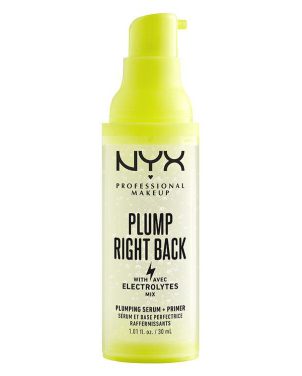 NYX
PROFESSIONAL
MAKEUP
PLUMP
RIGHT BACK
WITH AVEC
ELECTROLYTES
MIX
PLUMPING SERUM + PRIMER
SÉRUM ET BASE PERFECTRICE
RAFFERMISSANTS
1.01 fl.oz. / 30 mL